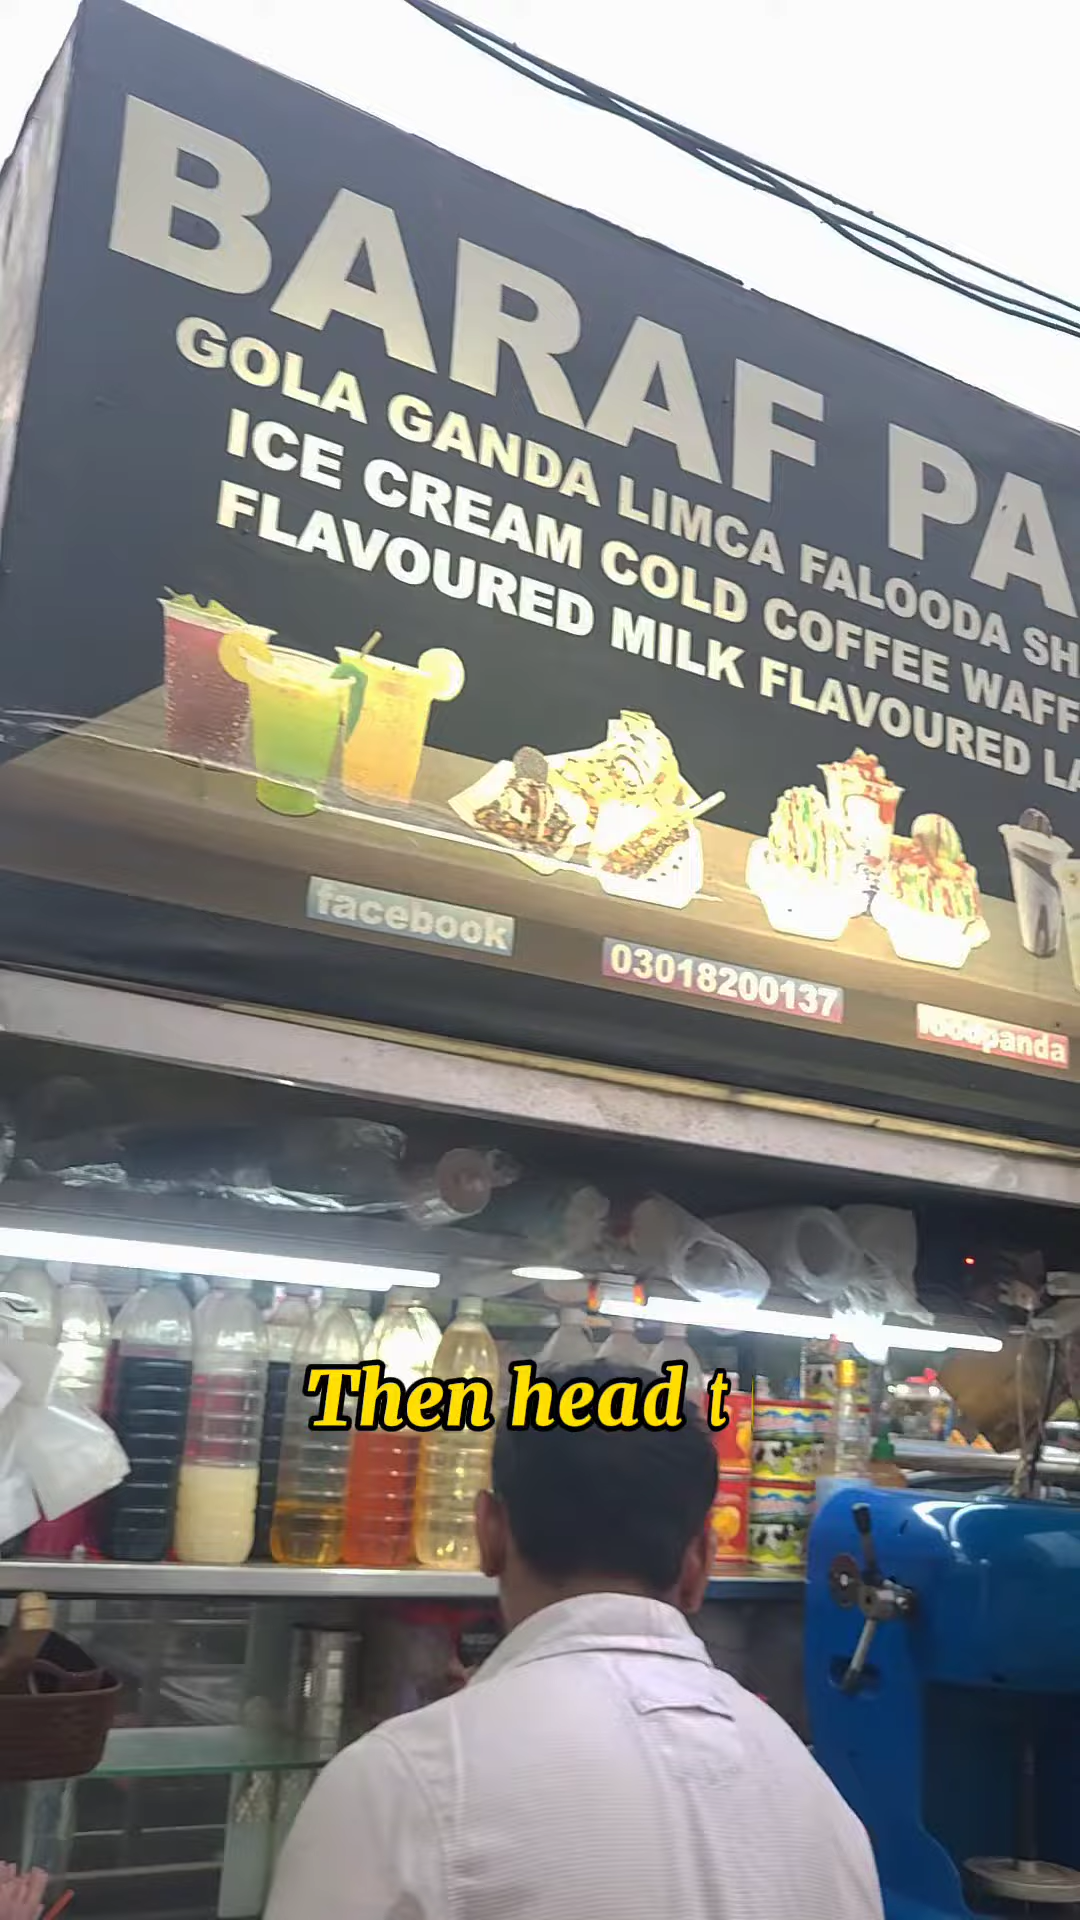 BARAF PA
GOLA GANDA LIMCA FALOODA SH
ICE CREAM COLD COFFEE WAFF
FLAVOURED MILK FLAVOURED LA
facebook
03018200137
foodpanda
Then head t